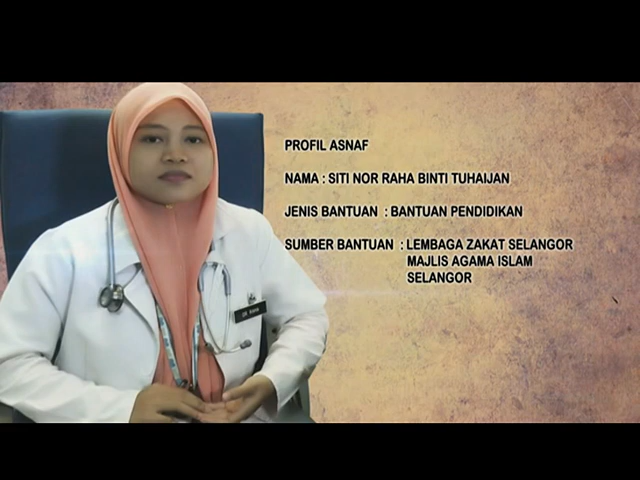 PROFIL ASNAF
NAMA : SITI NOR RAHA BINTI TUHAIJAN
JENIS BANTUAN : BANTUAN PENDIDIKAN
SUMBER BANTUAN : LEMBAGA ZAKAT SELANGOR
MAJLIS AGAMA ISLAM
SELANGOR